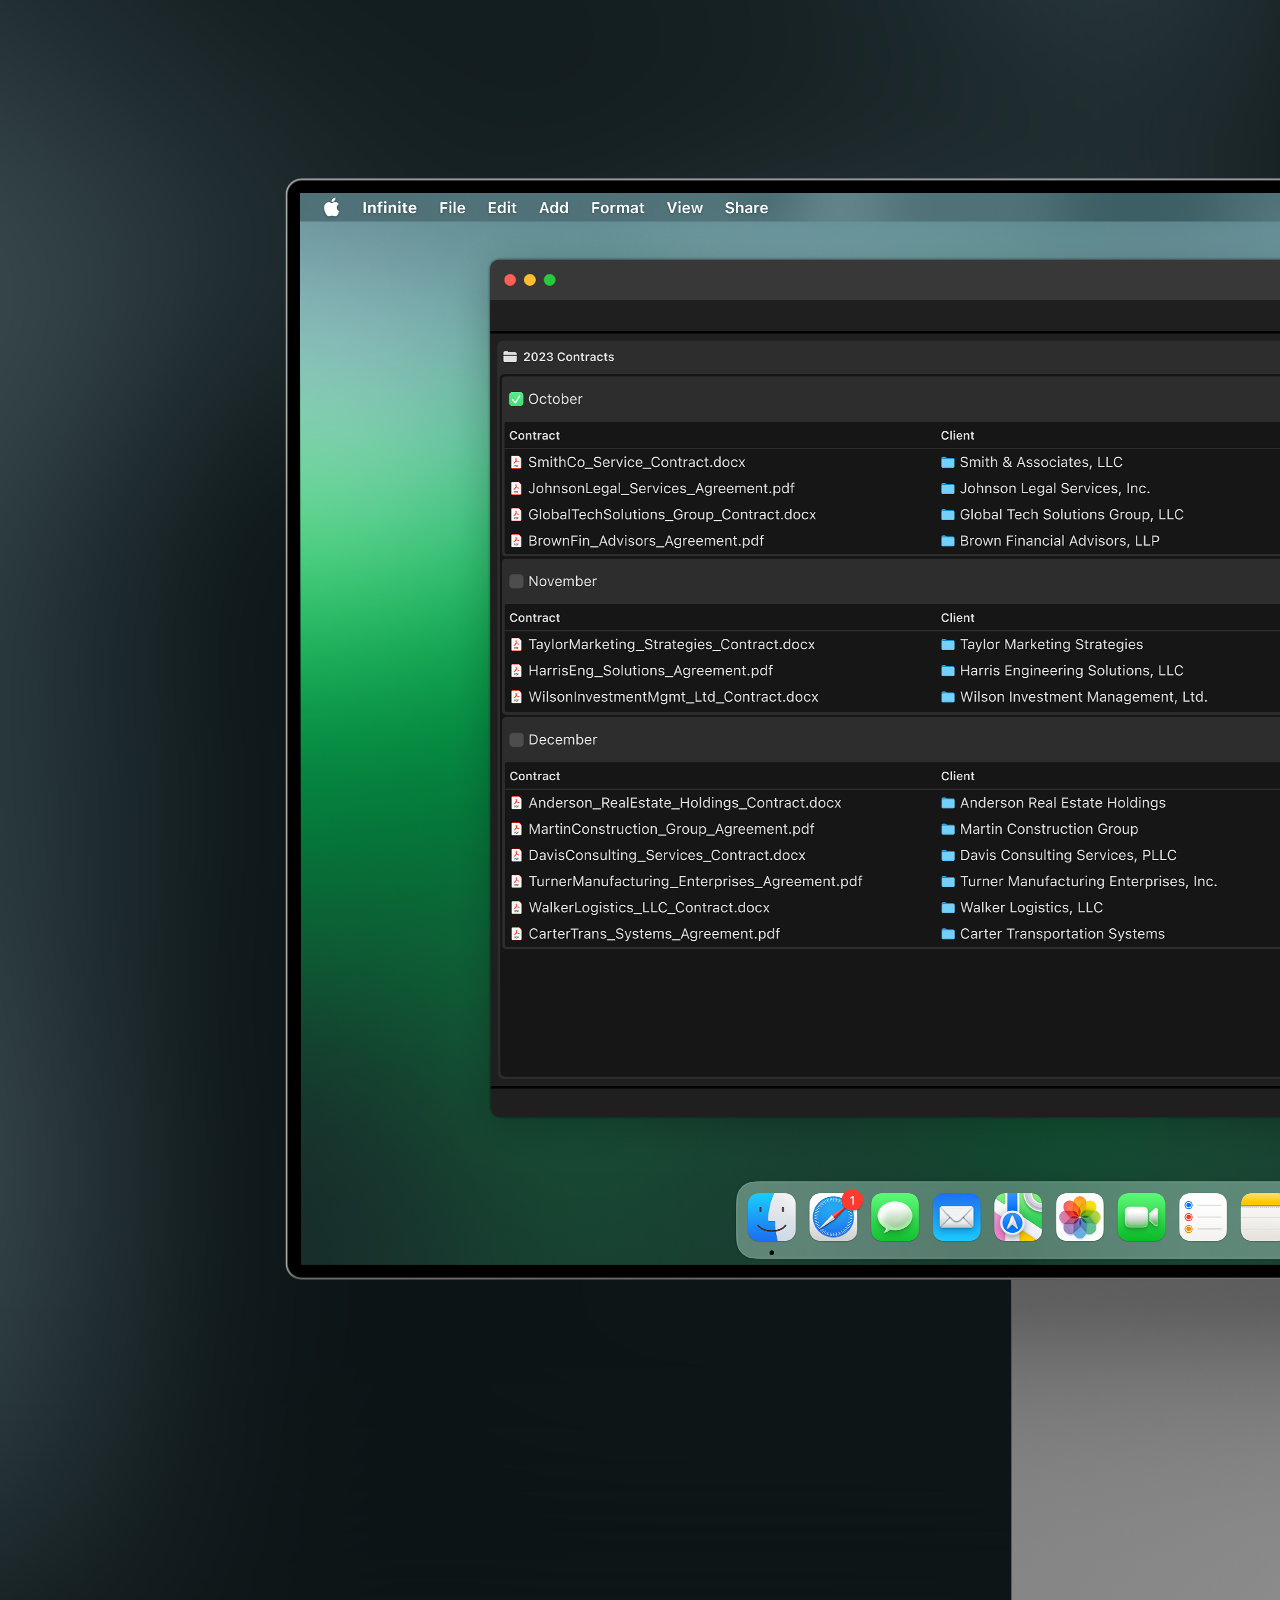 Infinite File Edit Add Format View Share
2023 Contracts
October
Contract Client
SmithCo_Service_Contract.docx Smith & Associates, LLC
JohnsonLegal_Services_Agreement.pdf Johnson Legal Services, Inc.
GlobalTechSolutions_Group_Contract.docx Global Tech Solutions Group, LLC
BrownFin_Advisors_Agreement.pdf Brown Financial Advisors, LLP
November
Contract Client
TaylorMarketing_Strategies_Contract.docx Taylor Marketing Strategies
HarrisEng_Solutions_Agreement.pdf Harris Engineering Solutions, LLC
WilsonInvestmentMgmt_Ltd_Contract.docx Wilson Investment Management, Ltd.
December
Contract Client
Anderson_RealEstate_Holdings_Contract.docx Anderson Real Estate Holdings
MartinConstruction_Group_Agreement.pdf Martin Construction Group
DavisConsulting_Services_Contract.docx Davis Consulting Services, PLLC
TurnerManufacturing_Enterprises_Agreement.pdf Turner Manufacturing Enterprises, Inc.
WalkerLogistics_LLC_Contract.docx Walker Logistics, LLC
CarterTrans_Systems_Agreement.pdf Carter Transportation Systems
1